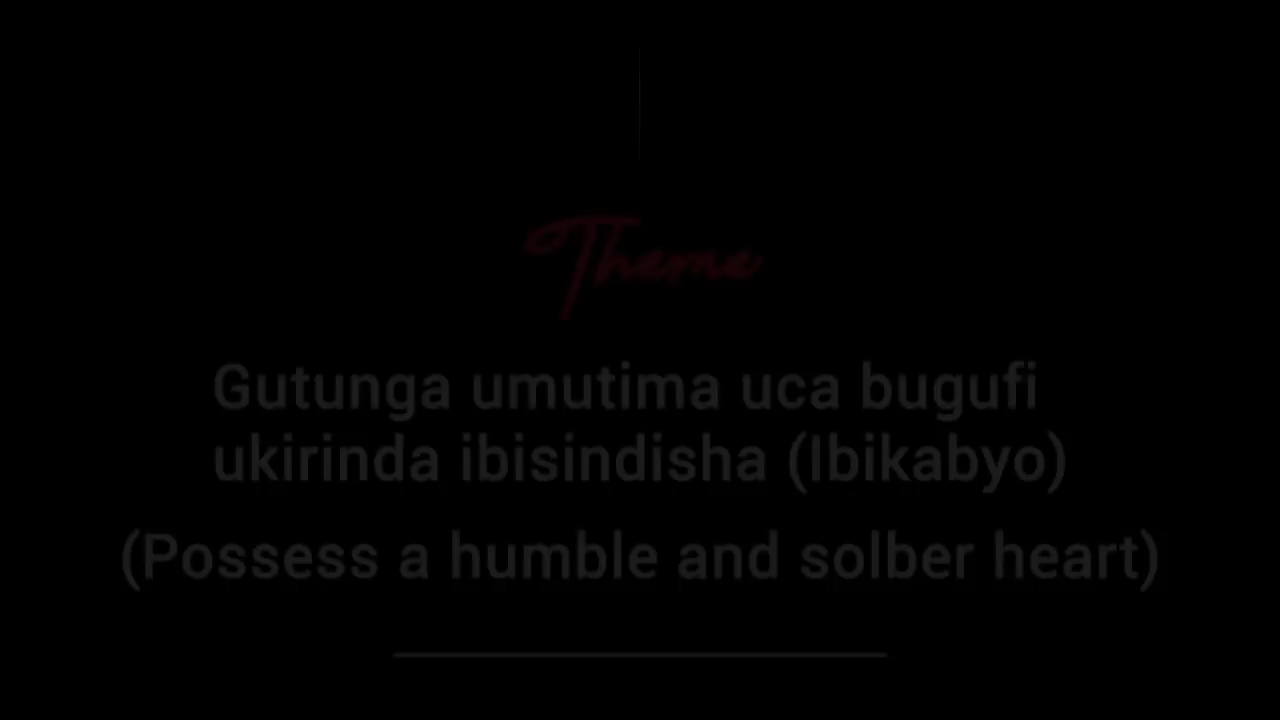 Theme
Gutunga umutima uca bugufi
ukirinda ibisindisha (Ibikabyo)
(Possess a humble and solber heart)